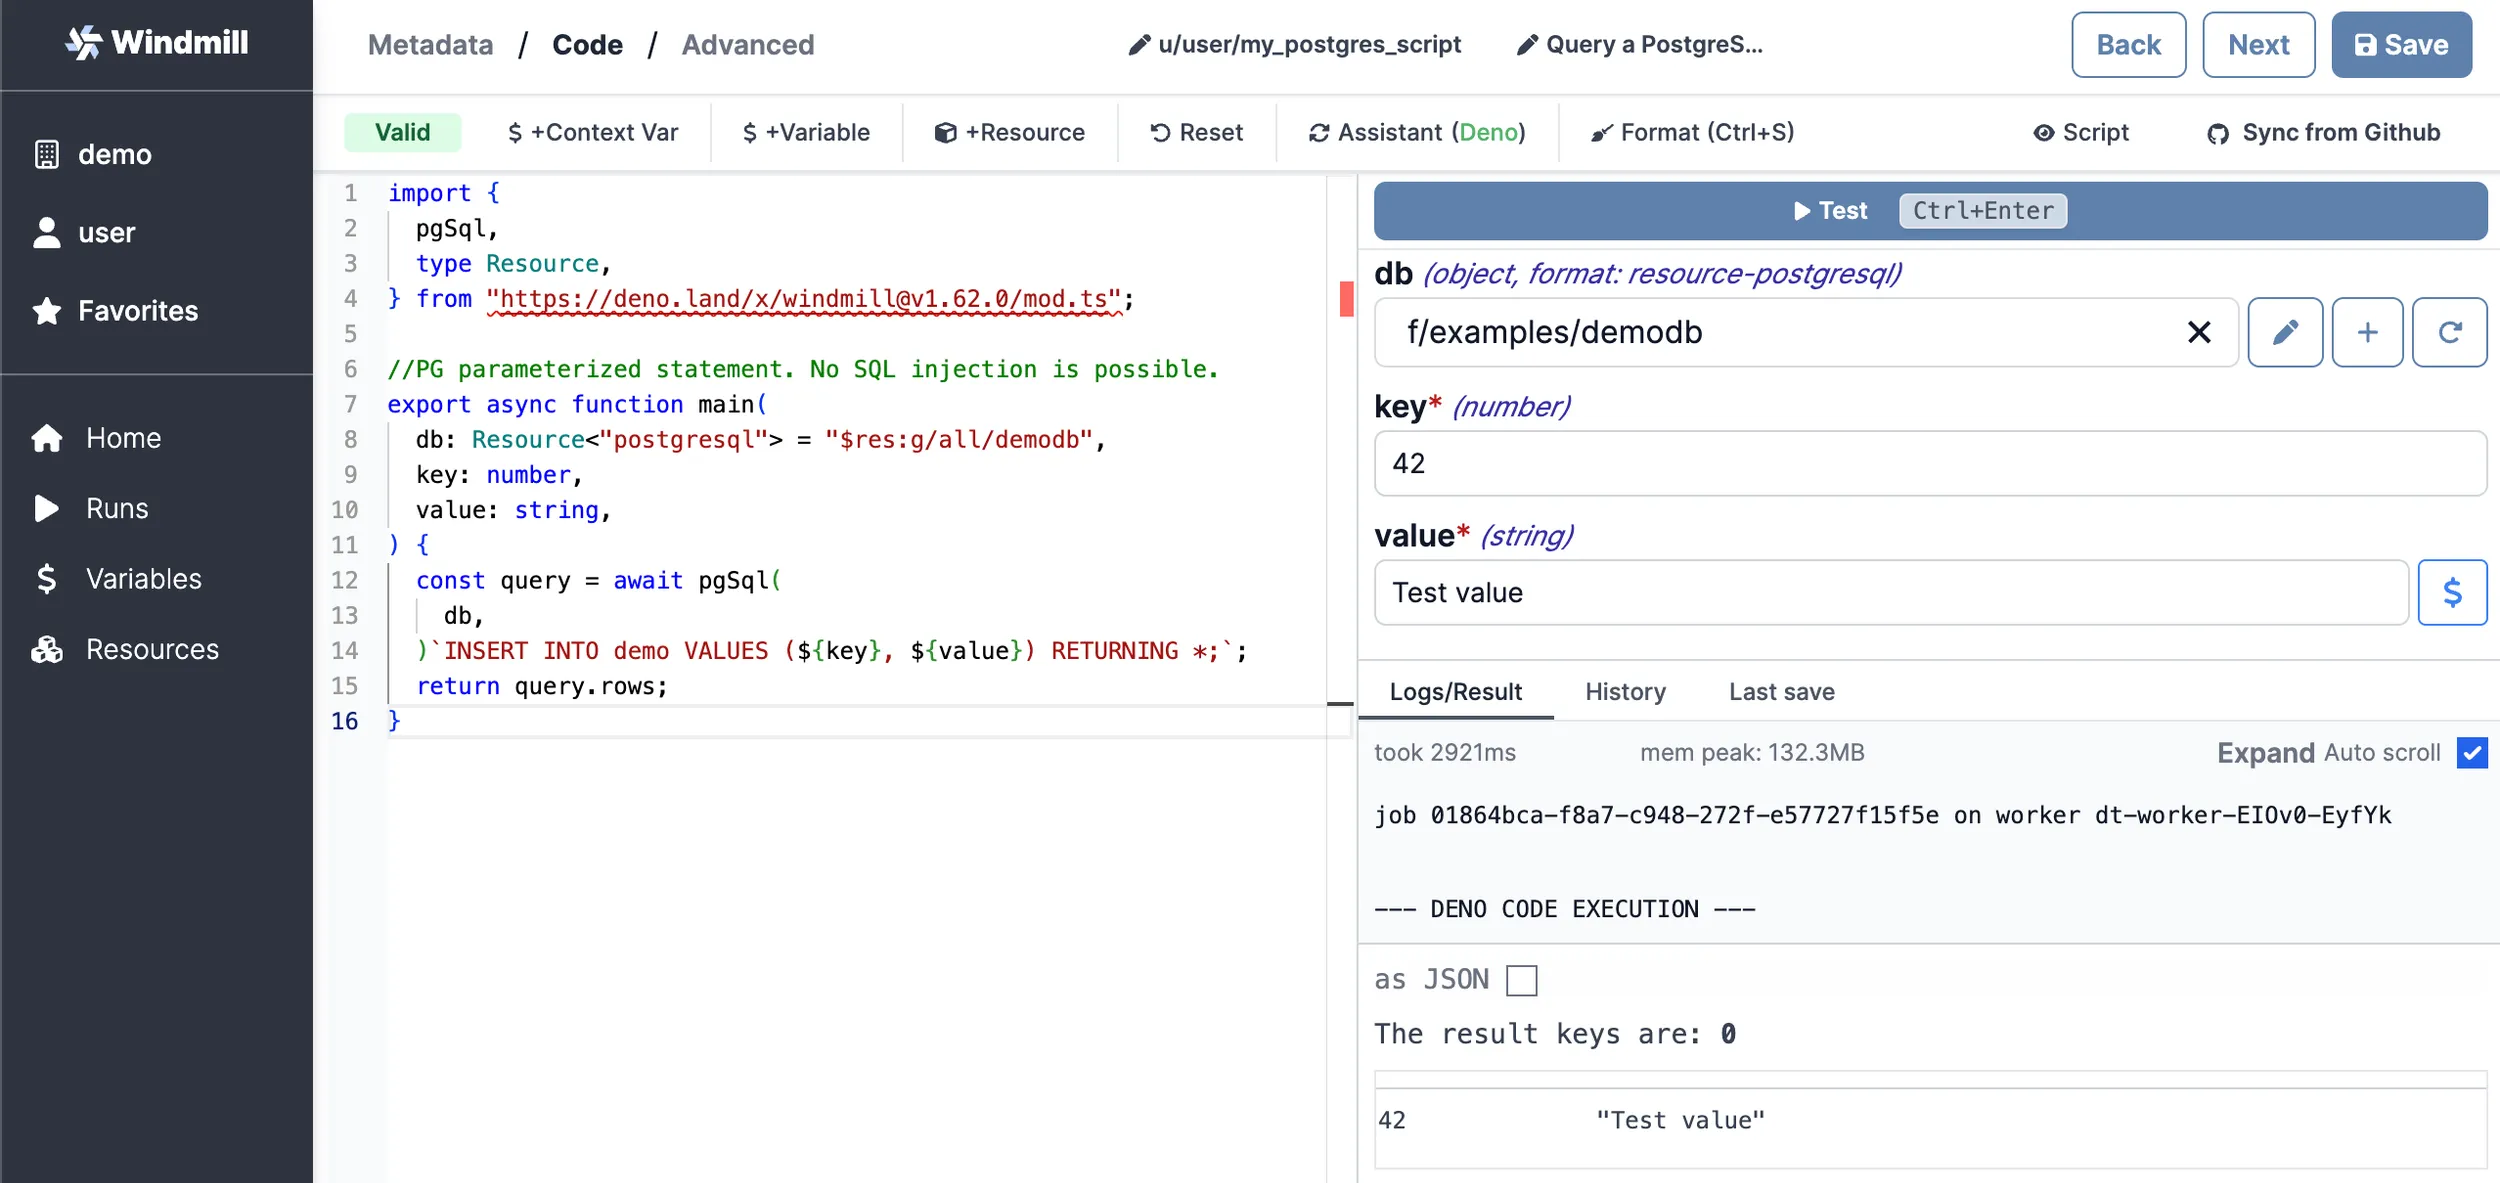 Windmill
Metadata / Code / Advanced
u/user/my_postgres_script
Query a PostgreS...
Back
Next
Save
demo
user
Favorites
Home
Runs
Variables
Resources
Valid
$ +Context Var
$ +Variable
+Resource
Reset
Assistant (Deno)
Format (Ctrl+S)
Script
Sync from Github
1 import {
2 pgSql,
3 type Resource,
4 } from "https://deno.land/x/windmill@v1.62.0/mod.ts";
5
6 //PG parameterized statement. No SQL injection is possible.
7 export async function main(
8 db: Resource<"postgresql"> = "$res:g/all/demodb",
9 key: number,
10 value: string,
11 ) {
12 const query = await pgSql(
13 db,
14 )`INSERT INTO demo VALUES (${key}, ${value}) RETURNING *;`;
15 return query.rows;
16 }
Test Ctrl+Enter
db (object, format: resource-postgresql)
f/examples/demodb
key* (number)
42
value* (string)
Test value
$
Logs/Result
History
Last save
took 2921ms
mem peak: 132.3MB
Expand Auto scroll
job 01864bca-f8a7-c948-272f-e57727f15f5e on worker dt-worker-EIOv0-EyfYk
--- DENO CODE EXECUTION ---
as JSON
The result keys are: 0
42 "Test value"